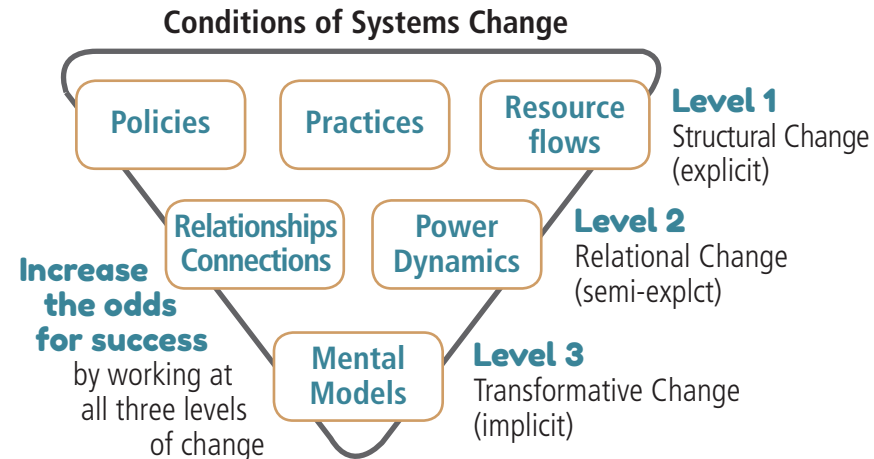 Conditions of Systems Change
Policies
Practices
Resource
flows
Level 1
Structural Change
(explicit)
Relationships
Connections
Power
Dynamics
Level 2
Relational Change
(semi-explct)
Increase
the odds
for success
by working at
all three levels
of change
Mental
Models
Level 3
Transformative Change
(implicit)